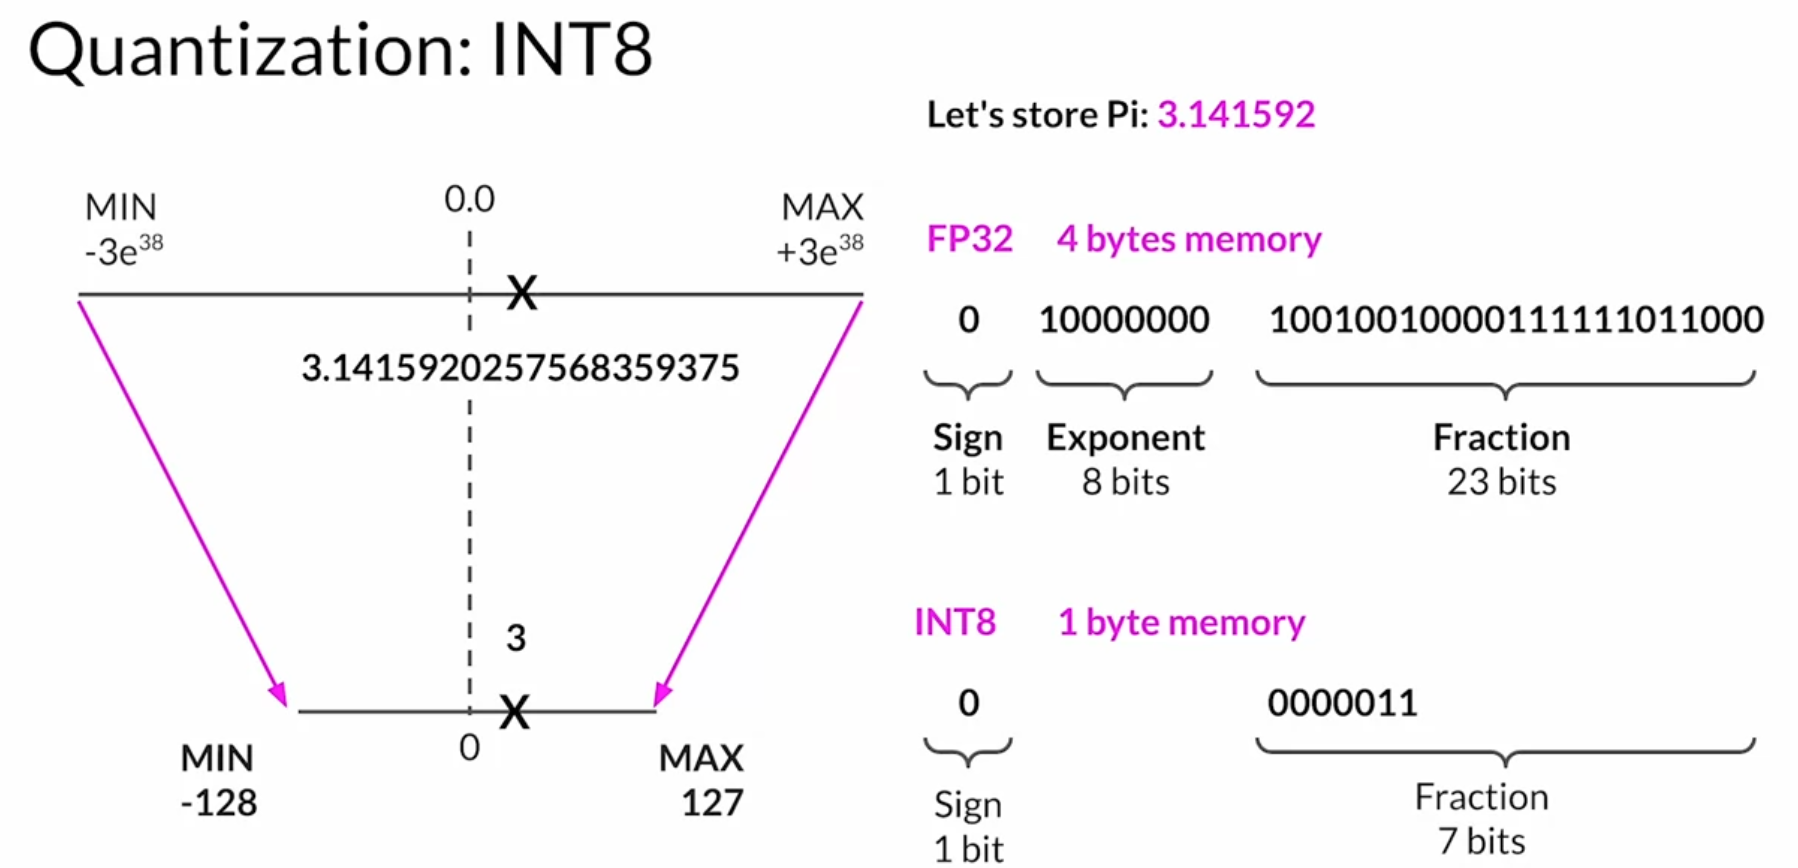 Quantization: INT8
Let's store Pi: 3.141592
MIN
-3e³⁸
0.0
MAX
+3e³⁸
X
3.1415920257568359375
3
X
0
MIN
-128
MAX
127
FP32 4 bytes memory
0 10000000 10010010000111111011000
Sign Exponent Fraction
1 bit 8 bits 23 bits
INT8 1 byte memory
0 0000011
Sign
1 bit
Fraction
7 bits